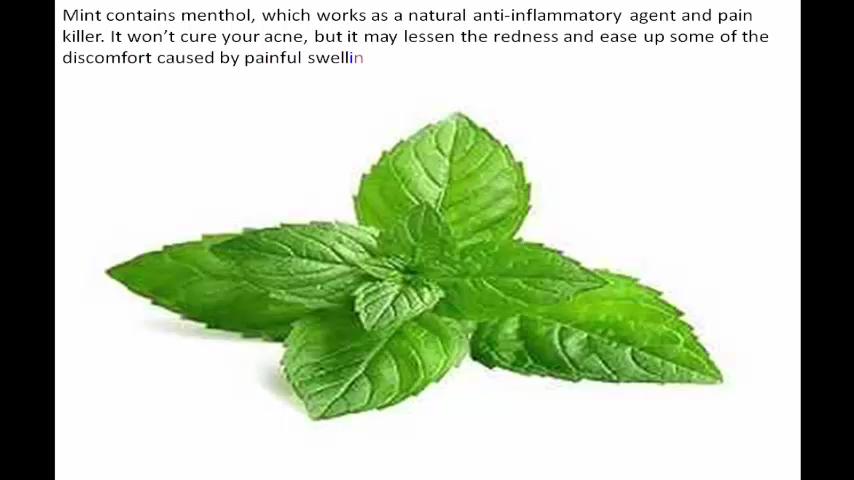 Mint contains menthol, which works as a natural anti-inflammatory agent and pain
killer. It won’t cure your acne, but it may lessen the redness and ease up some of the
discomfort caused by painful swellin